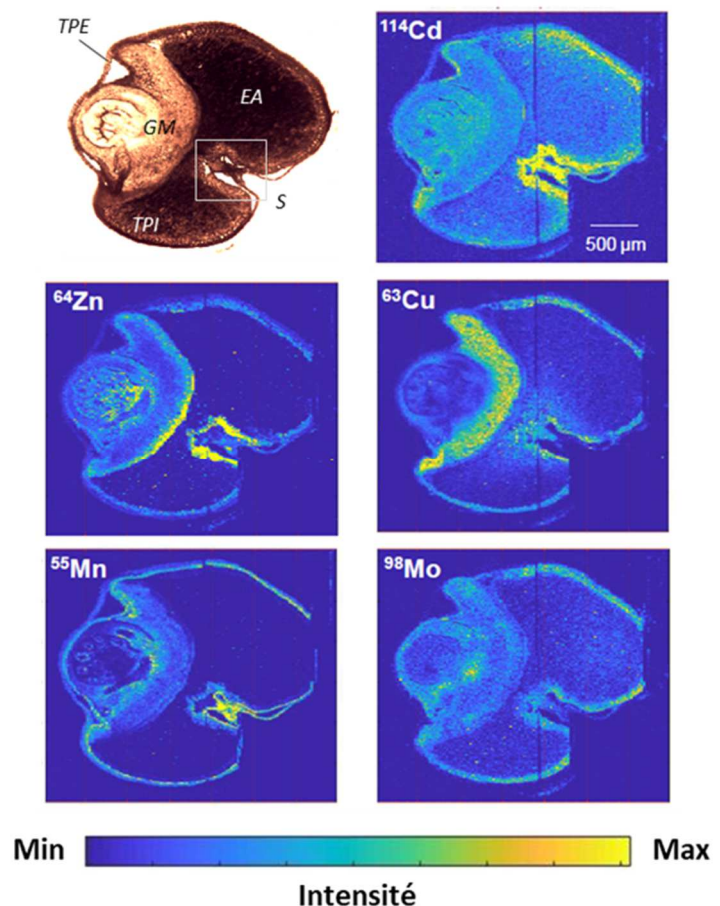 TPE
EA
GM
S
TPI
¹¹⁴Cd
500 µm
⁶⁴Zn
⁶³Cu
⁵⁵Mn
⁹⁸Mo
Min
Max
Intensité